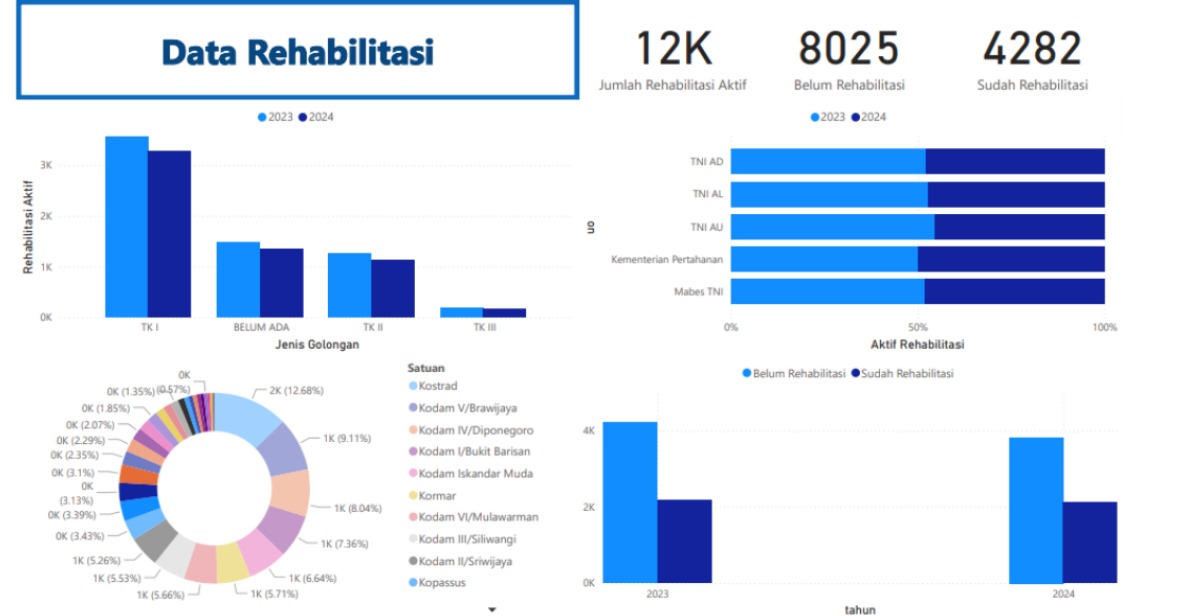 Data Rehabilitasi
12K
Jumlah Rehabilitasi Aktif
8025
Belum Rehabilitasi
4282
Sudah Rehabilitasi
2023 2024
3K
2K
1K
0K
Rehabilitasi Aktif
TK I
BELUM ADA
TK II
TK III
Jenis Golongan
2023 2024
uo
TNI AD
TNI AL
TNI AU
Kementerian Pertahanan
Mabes TNI
0%
50%
100%
Aktif Rehabilitasi
2K (12.68%)
1K (9.11%)
1K (8.04%)
1K (7.36%)
1K (6.64%)
1K (5.71%)
1K (5.66%)
1K (5.53%)
1K (5.26%)
0K (3.43%)
0K (3.39%)
0K
(3.13%)
0K (3.1%)
0K (2.35%)
0K (2.29%)
0K (2.07%)
0K (1.85%)
0K (1.35%)
(0.57%)
0K
Satuan
Kostrad
Kodam V/Brawijaya
Kodam IV/Diponegoro
Kodam I/Bukit Barisan
Kodam Iskandar Muda
Kormar
Kodam VI/Mulawarman
Kodam III/Siliwangi
Kodam II/Sriwijaya
Kopassus
Belum Rehabilitasi Sudah Rehabilitasi
4K
2K
0K
2023
2024
tahun